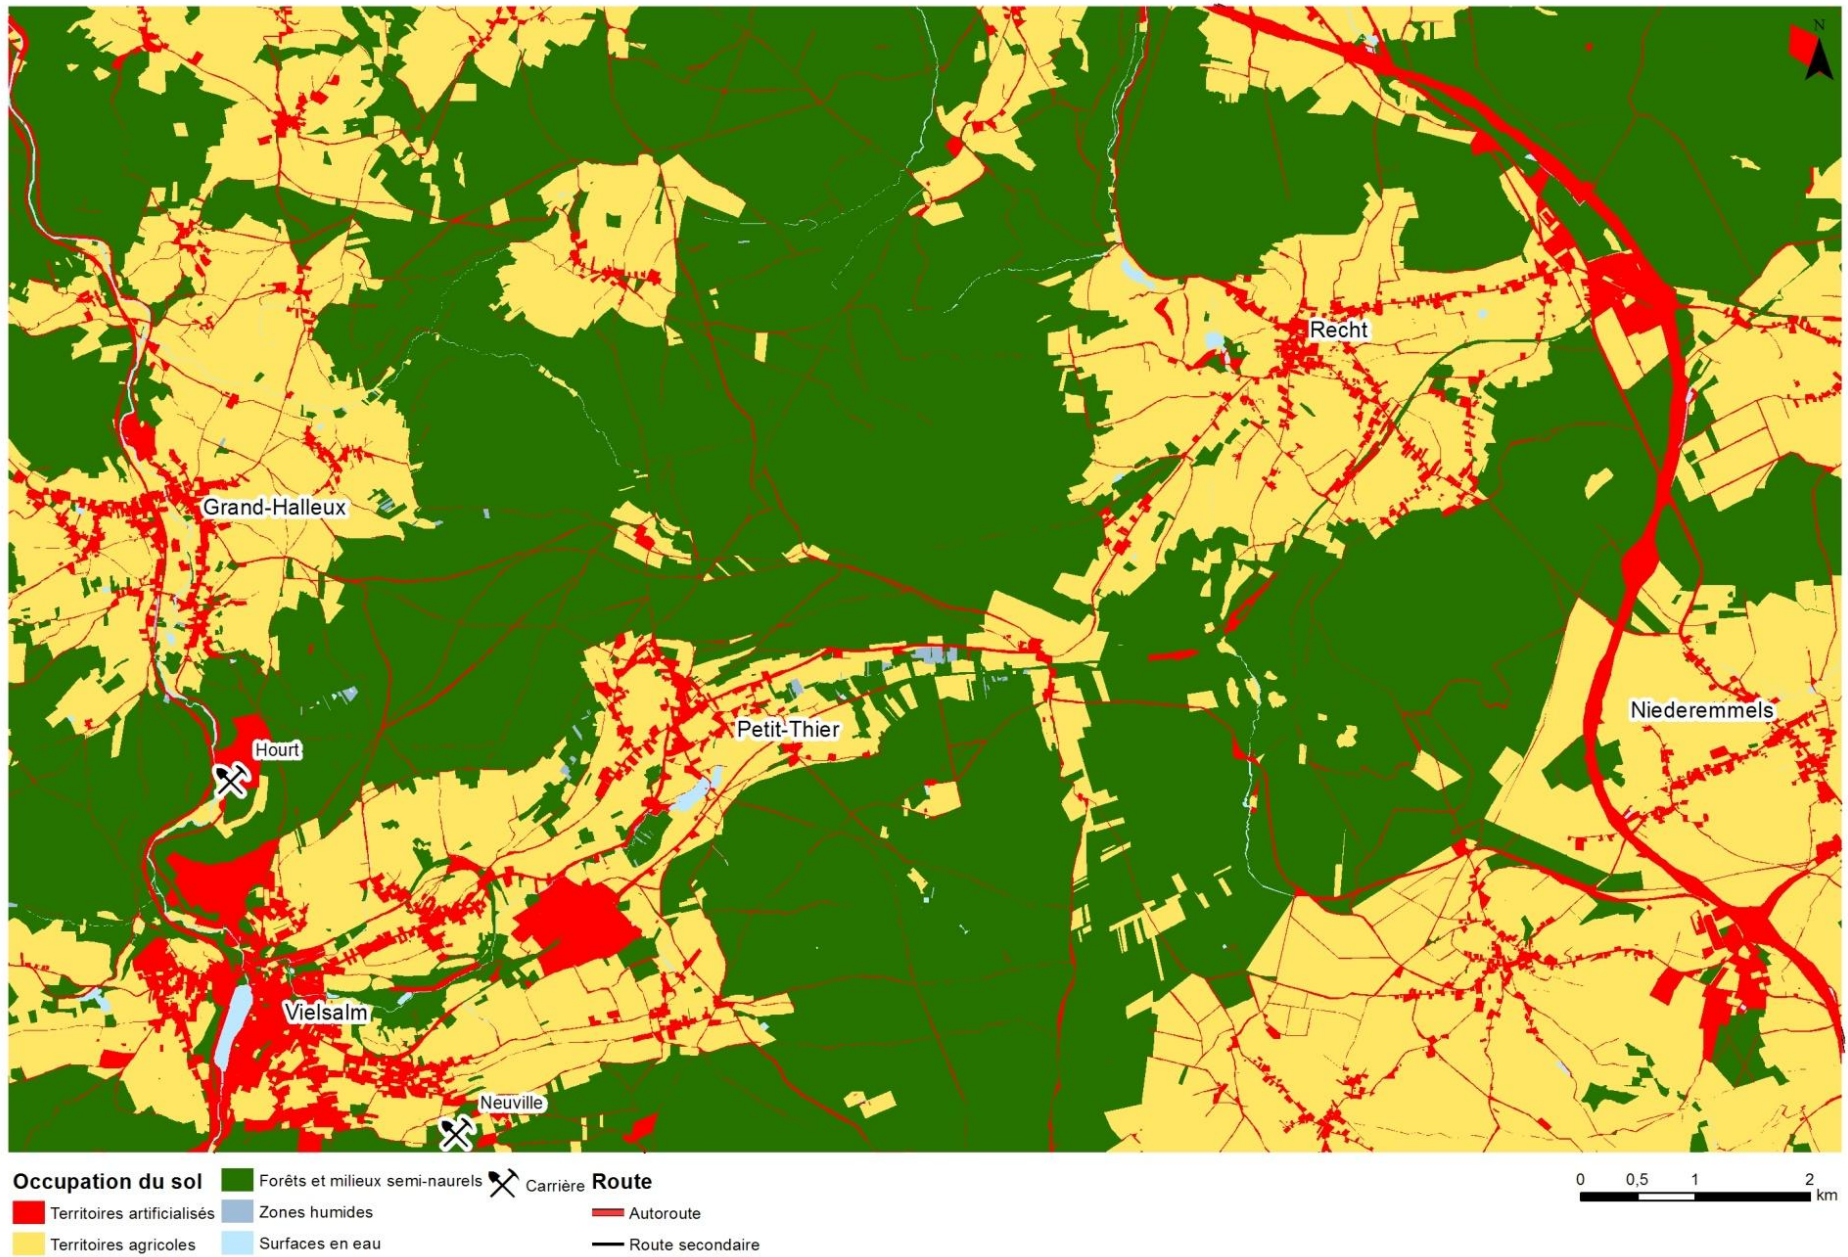 N
Recht
Grand-Halleux
Niederemmels
Petit-Thier
Hourt
Vielsalm
Neuville
Occupation du sol
Territoires artificialisés
Territoires agricoles
Forêts et milieux semi-naurels
Zones humides
Surfaces en eau
Carrière
Route
Autoroute
Route secondaire
0 0,5 1 2
km